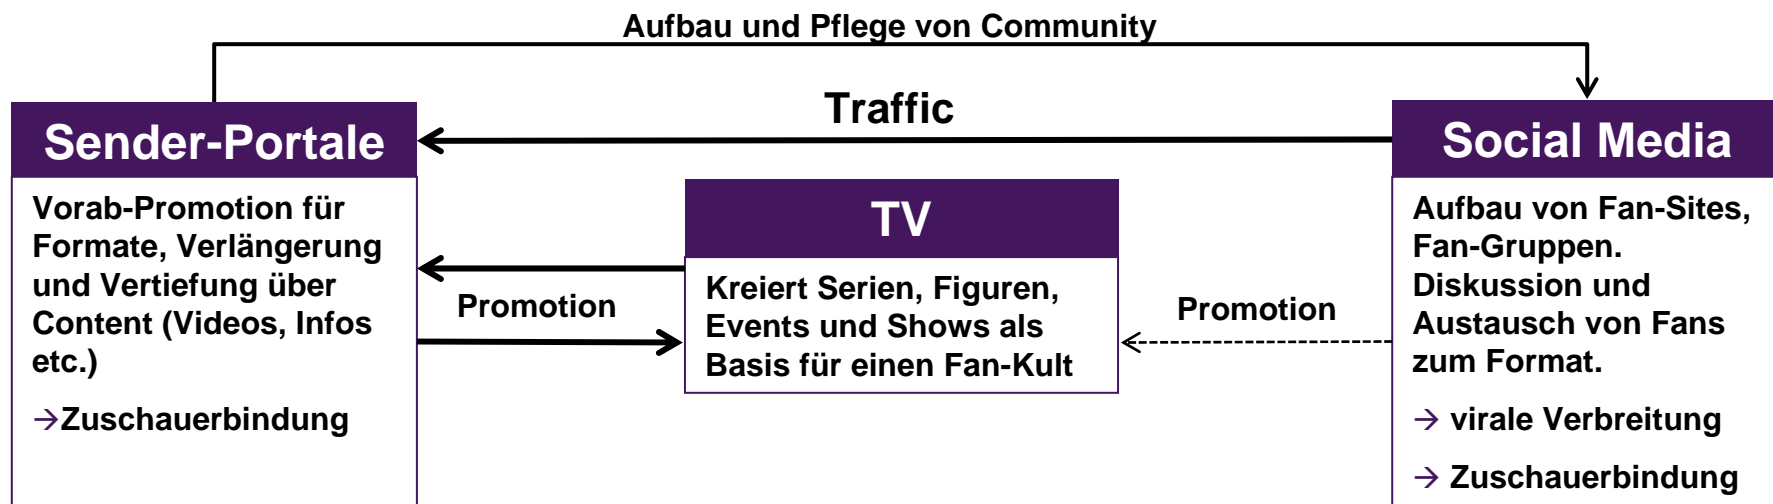 Aufbau und Pflege von Community
Traffic
Sender-Portale
Vorab-Promotion für
Formate, Verlängerung
und Vertiefung über
Content (Videos, Infos
etc.)
→Zuschauerbindung
Promotion
TV
Kreiert Serien, Figuren,
Events und Shows als
Basis für einen Fan-Kult
Promotion
Social Media
Aufbau von Fan-Sites,
Fan-Gruppen.
Diskussion und
Austausch von Fans
zum Format.
→ virale Verbreitung
→ Zuschauerbindung